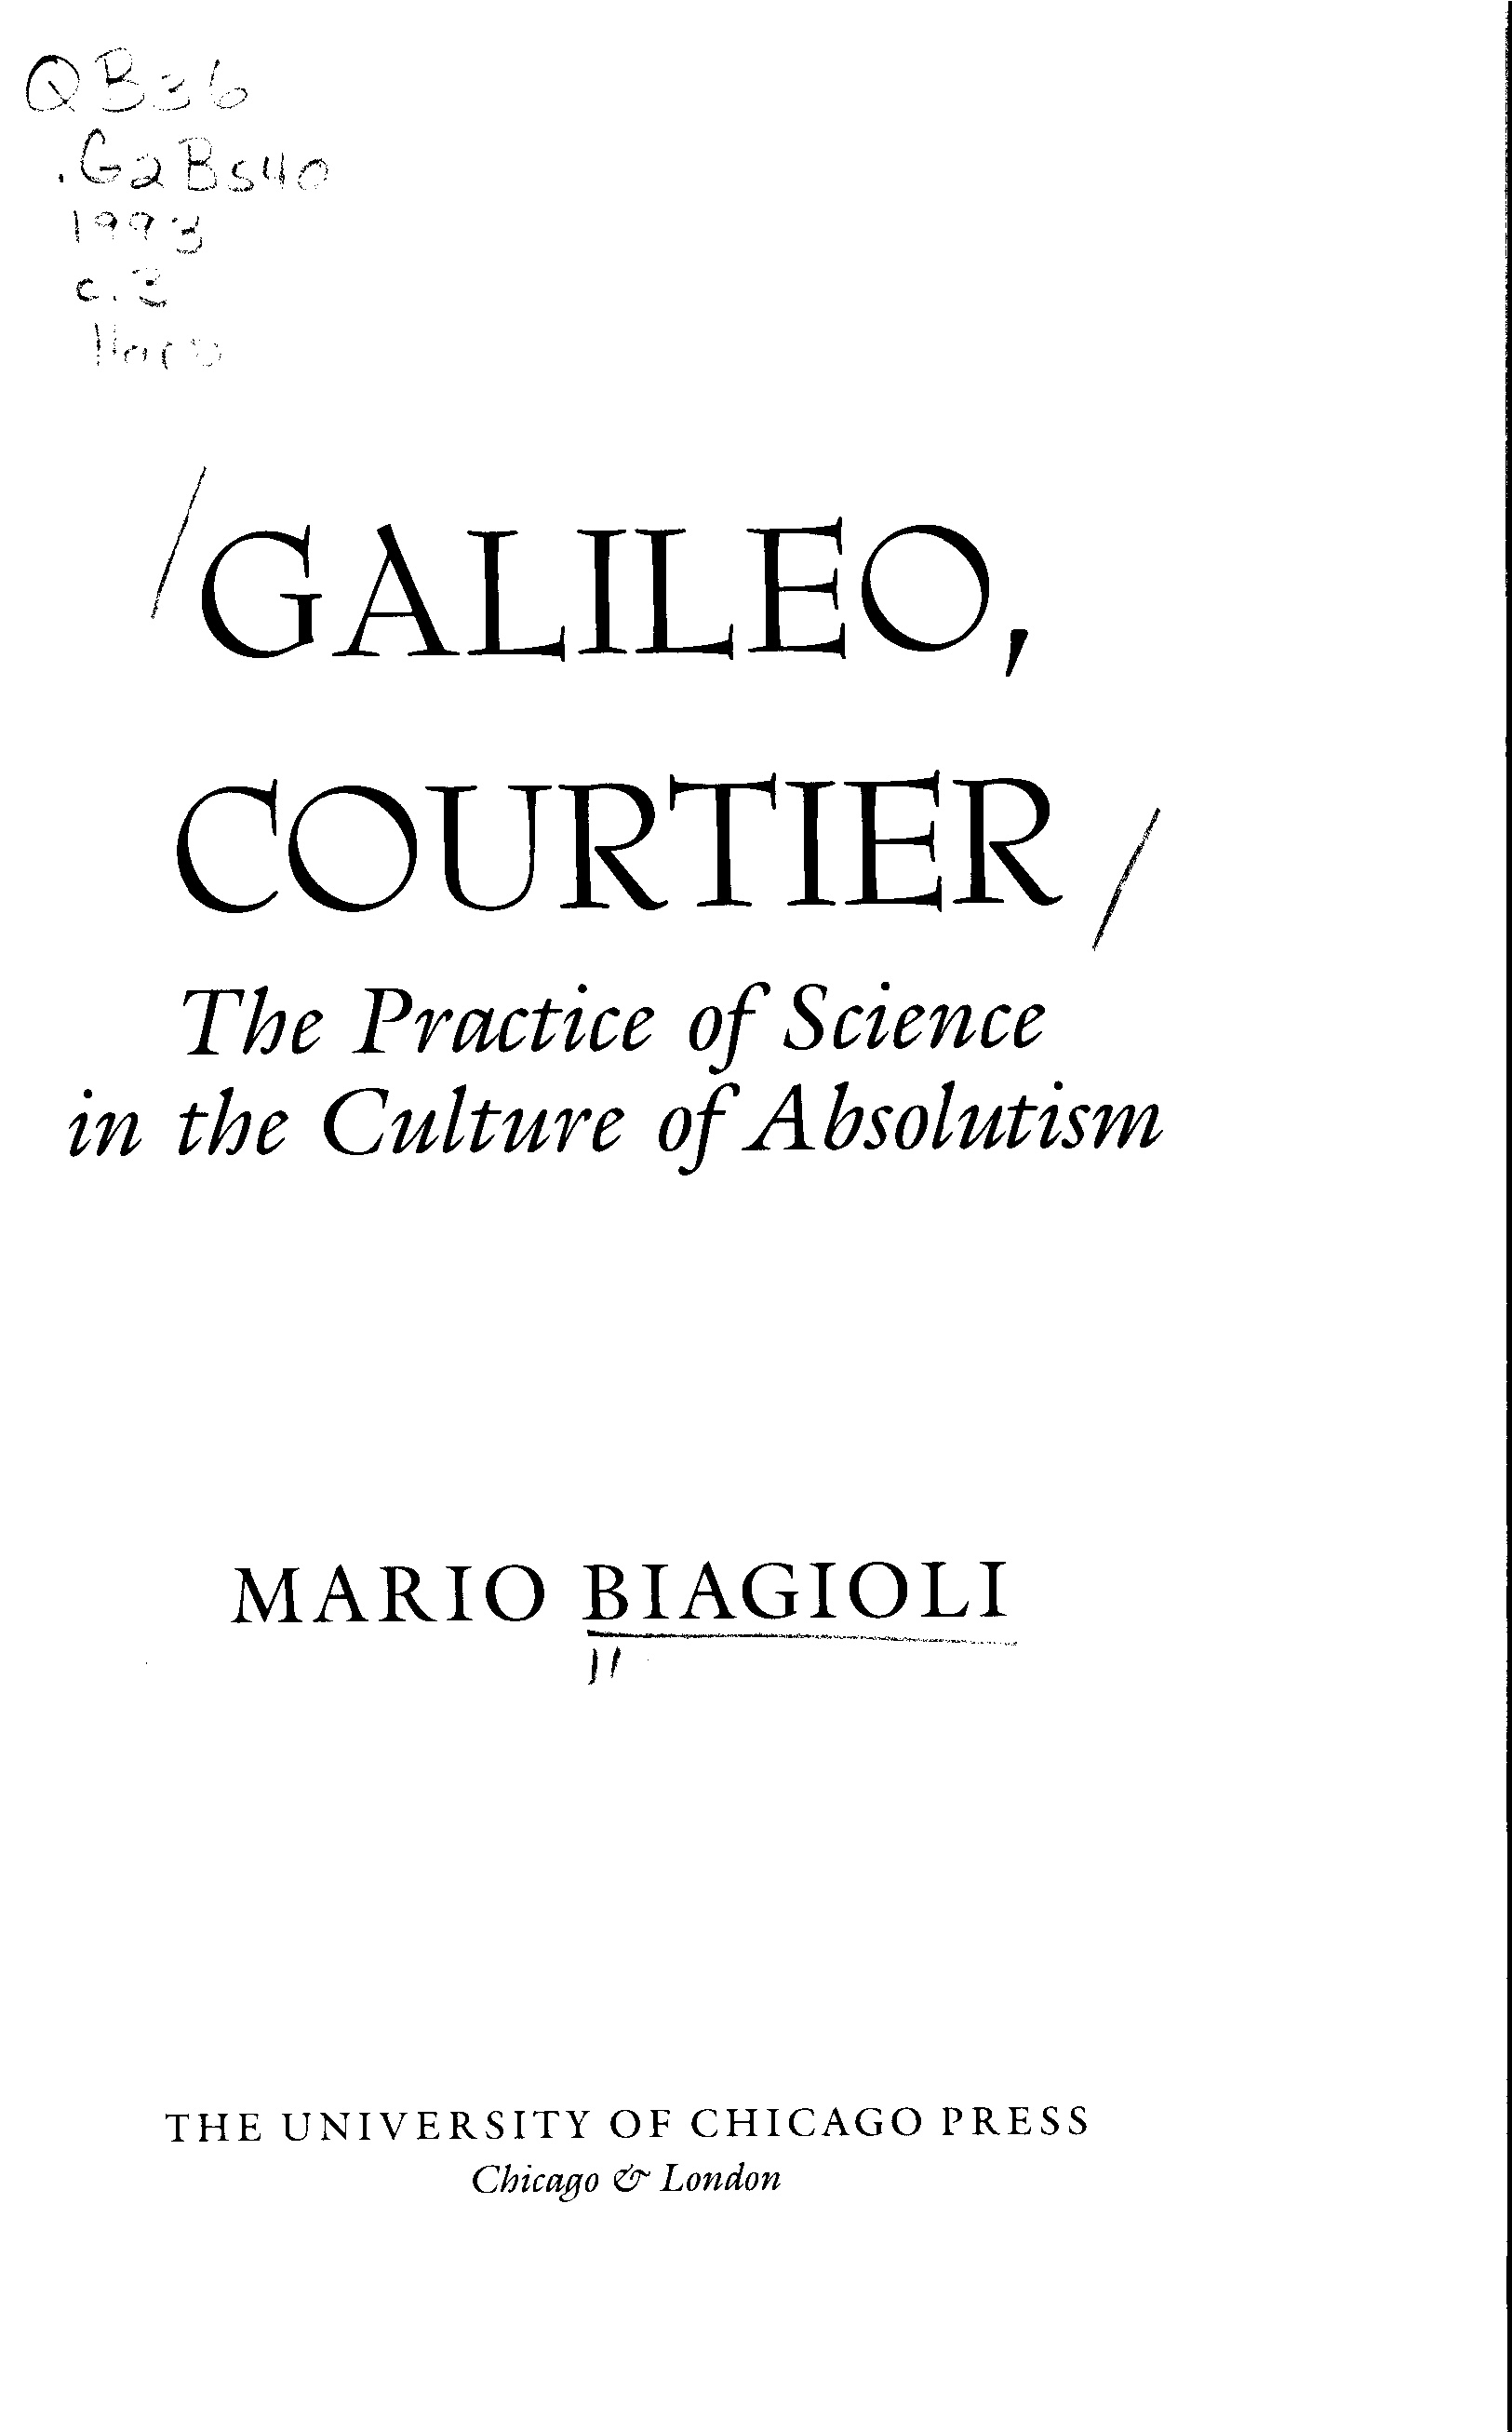 QB36
.G2B540
1993
c.2
GALILEO,
COURTIER
The Practice of Science
in the Culture of Absolutism
MARIO BIAGIOLI
THE UNIVERSITY OF CHICAGO PRESS
Chicago & London